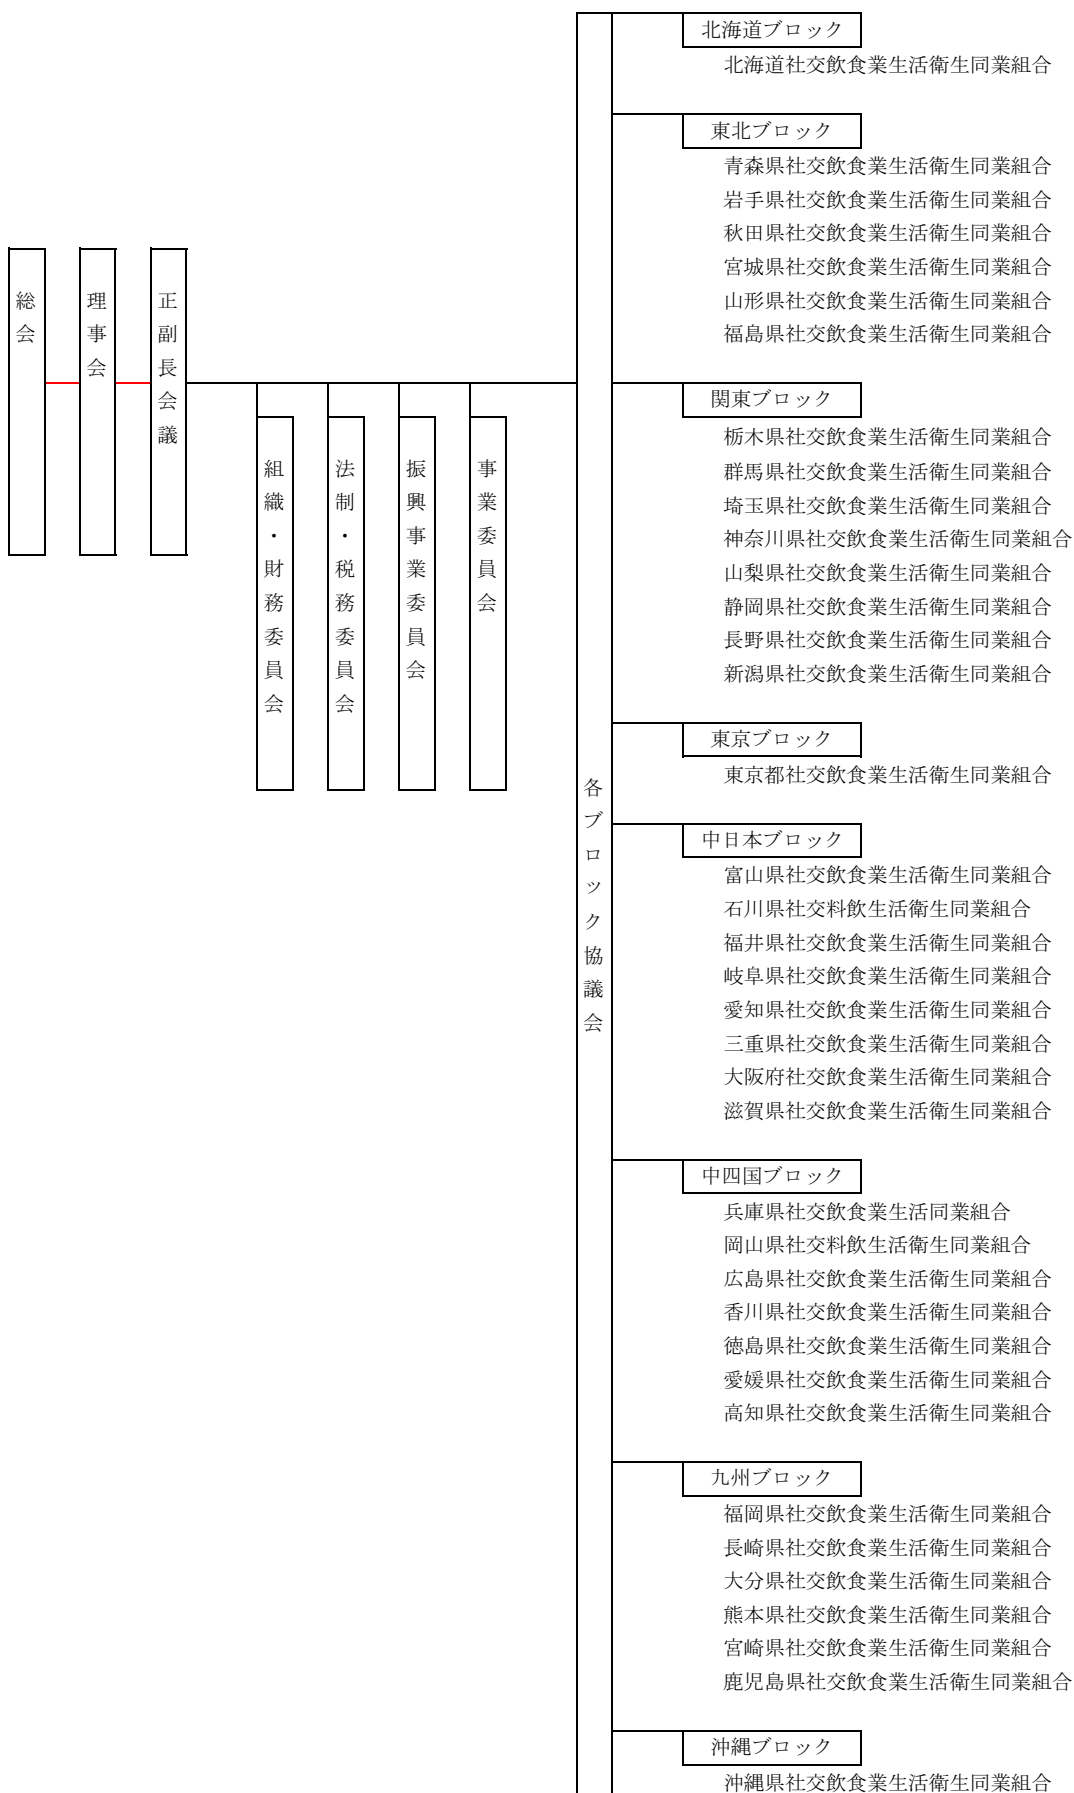 総会
理事会
正副長会議
組織・財務委員会
法制・税務委員会
振興事業委員会
事業委員会
各ブロック協議会
北海道ブロック
北海道社交飲食業生活衛生同業組合
東北ブロック
青森県社交飲食業生活衛生同業組合
岩手県社交飲食業生活衛生同業組合
秋田県社交飲食業生活衛生同業組合
宮城県社交飲食業生活衛生同業組合
山形県社交飲食業生活衛生同業組合
福島県社交飲食業生活衛生同業組合
関東ブロック
栃木県社交飲食業生活衛生同業組合
群馬県社交飲食業生活衛生同業組合
埼玉県社交飲食業生活衛生同業組合
神奈川県社交飲食業生活衛生同業組合
山梨県社交飲食業生活衛生同業組合
静岡県社交飲食業生活衛生同業組合
長野県社交飲食業生活衛生同業組合
新潟県社交飲食業生活衛生同業組合
東京ブロック
東京都社交飲食業生活衛生同業組合
中日本ブロック
富山県社交飲食業生活衛生同業組合
石川県社交料飲生活衛生同業組合
福井県社交飲食業生活衛生同業組合
岐阜県社交飲食業生活衛生同業組合
愛知県社交飲食業生活衛生同業組合
三重県社交飲食業生活衛生同業組合
大阪府社交飲食業生活衛生同業組合
滋賀県社交飲食業生活衛生同業組合
中四国ブロック
兵庫県社交飲食業生活同業組合
岡山県社交料飲生活衛生同業組合
広島県社交飲食業生活衛生同業組合
香川県社交飲食業生活衛生同業組合
徳島県社交飲食業生活衛生同業組合
愛媛県社交飲食業生活衛生同業組合
高知県社交飲食業生活衛生同業組合
九州ブロック
福岡県社交飲食業生活衛生同業組合
長崎県社交飲食業生活衛生同業組合
大分県社交飲食業生活衛生同業組合
熊本県社交飲食業生活衛生同業組合
宮崎県社交飲食業生活衛生同業組合
鹿児島県社交飲食業生活衛生同業組合
沖縄ブロック
沖縄県社交飲食業生活衛生同業組合